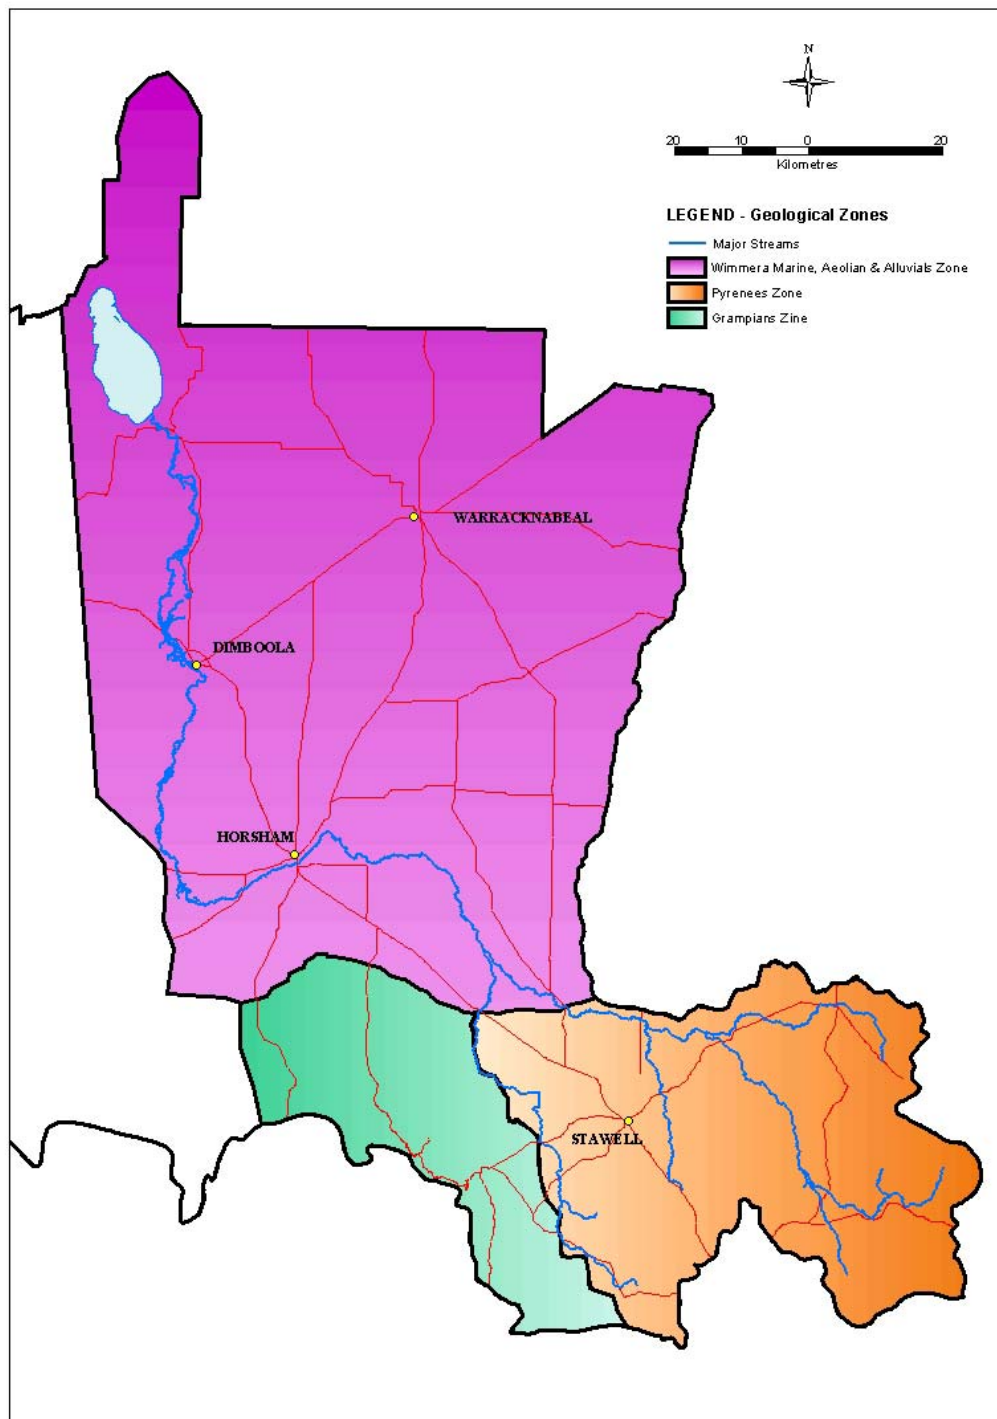 N
20 10 0 20
Kilometres
LEGEND - Geological Zones
Major Streams
Wimmera Marine, Aeolian & Alluvials Zone
Pyrenees Zone
Grampians Zine
WARRACKNABEAL
DIMBOOLA
HORSHAM
STAWELL